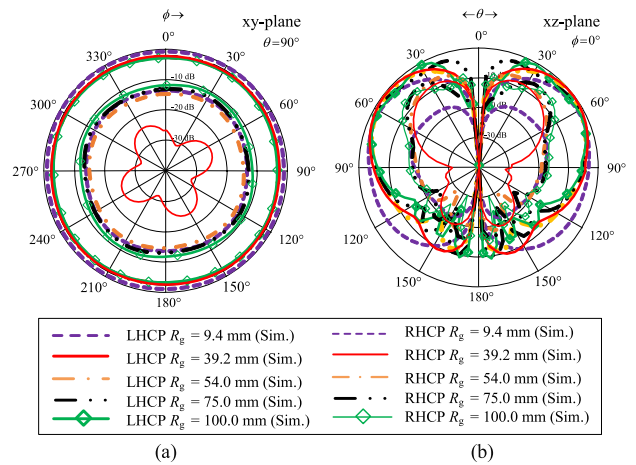 ϕ→
xy-plane
θ=90°
0°
30°
60°
90°
120°
150°
180°
210°
240°
270°
300°
330°
-10 dB
-20 dB
-30 dB
←θ→
xz-plane
ϕ=0°
0°
30°
30°
60°
60°
90°
90°
120°
120°
150°
150°
180°
LHCP Rg = 9.4 mm (Sim.)
LHCP Rg = 39.2 mm (Sim.)
LHCP Rg = 54.0 mm (Sim.)
LHCP Rg = 75.0 mm (Sim.)
LHCP Rg = 100.0 mm (Sim.)
RHCP Rg = 9.4 mm (Sim.)
RHCP Rg = 39.2 mm (Sim.)
RHCP Rg = 54.0 mm (Sim.)
RHCP Rg = 75.0 mm (Sim.)
RHCP Rg = 100.0 mm (Sim.)
(a)
(b)